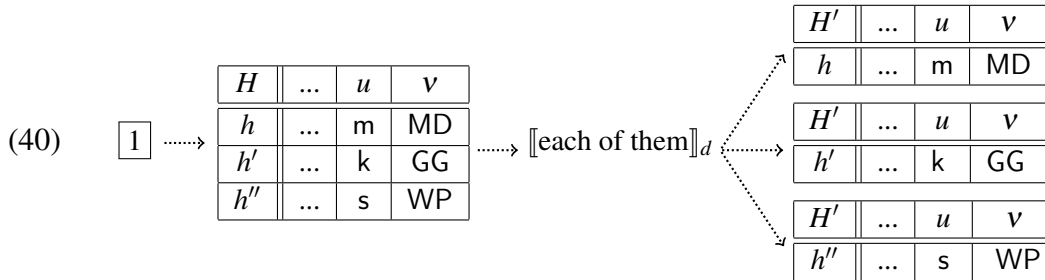 H′ ... u ν
h ... m MD
(40) 1 H ... u ν
h ... m MD
h′ ... k GG
h″ ... s WP
⟦each of them⟧d
H′ ... u ν
h′ ... k GG
H′ ... u ν
h″ ... s WP